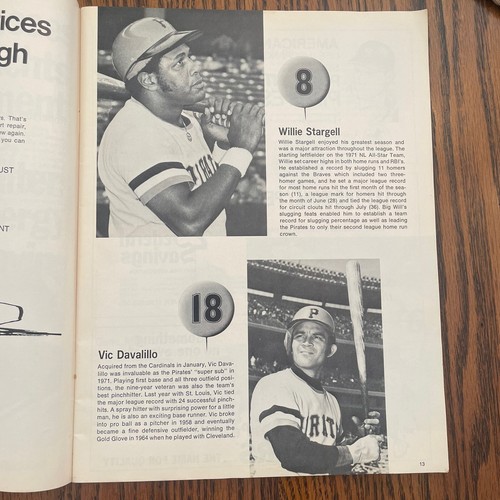 ices
gh
s. That's
rt repair,
w again.
you can
UST
NT
P
8
Willie Stargell
Willie Stargell enjoyed his greatest season and
was a major attraction throughout the league. The
starting leftfielder on the 1971 NL All-Star Team,
Willie set career highs in both home runs and RBI's.
He established a record by slugging 11 homers
against the Braves which included two three-
homer games, and he set a major league record
for most home runs hit the first month of the sea-
son (11), a league mark for homers hit through
the month of June (28) and tied the league record
for circuit clouts hit through July (36). Big Will's
slugging feats enabled him to establish a team
record for slugging percentage as well as leading
the Pirates to only their second league home run
crown.
18
Vic Davalillo
Acquired from the Cardinals in January, Vic Dava-
lillo was invaluable as the Pirates' "super sub" in
1971. Playing first base and all three outfield posi-
tions, the nine-year veteran was also the team's
best pinchhitter. Last year with St. Louis, Vic tied
the major league record with 24 successful pinch-
hits. A spray hitter with surprising power for a little
man, he is also an exciting base runner. Vic broke
into pro ball as a pitcher in 1958 and eventually
became a fine defensive outfielder, winning the
Gold Glove in 1964 when he played with Cleveland.
P
13